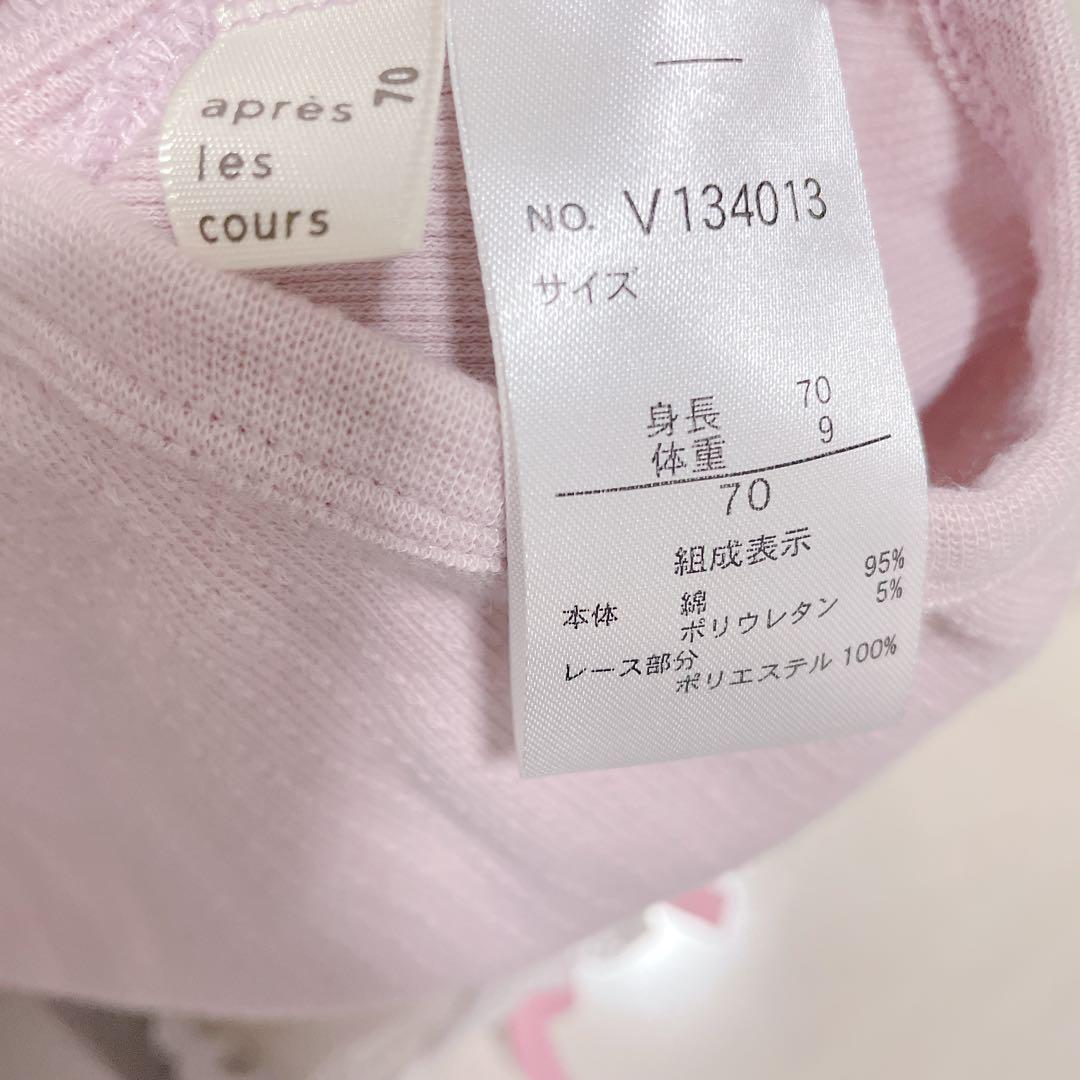 après
les
cours
70
NO. V134013
サイズ
身長 70
体重 9
70
組成表示
本体 綿 95%
ポリウレタン 5%
レース部分
ポリエステル 100%